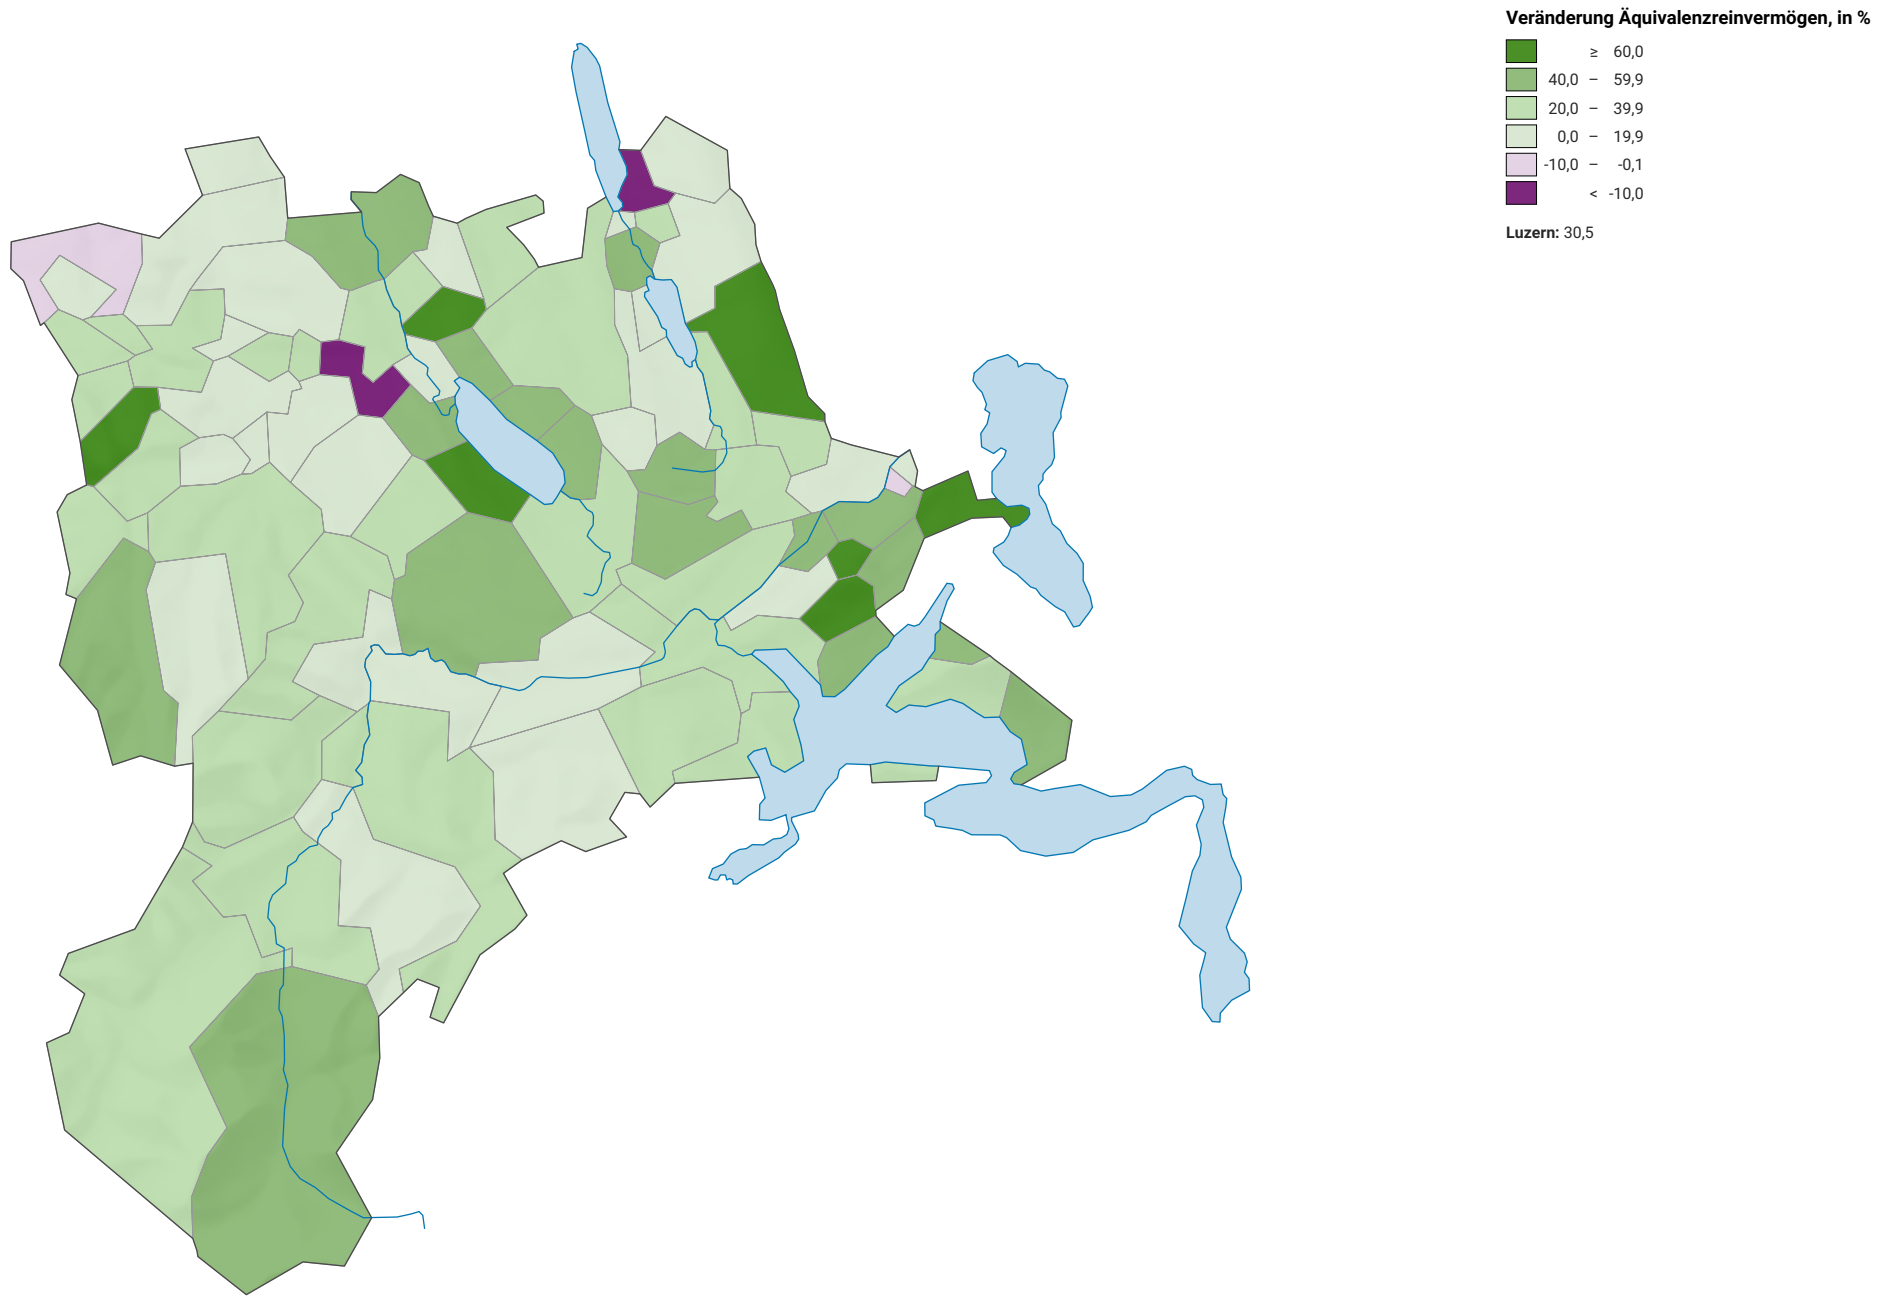 Veränderung Äquivalenzreinvermögen, in %
≥ 60,0
40,0 – 59,9
20,0 – 39,9
0,0 – 19,9
-10,0 – -0,1
< -10,0
Luzern: 30,5